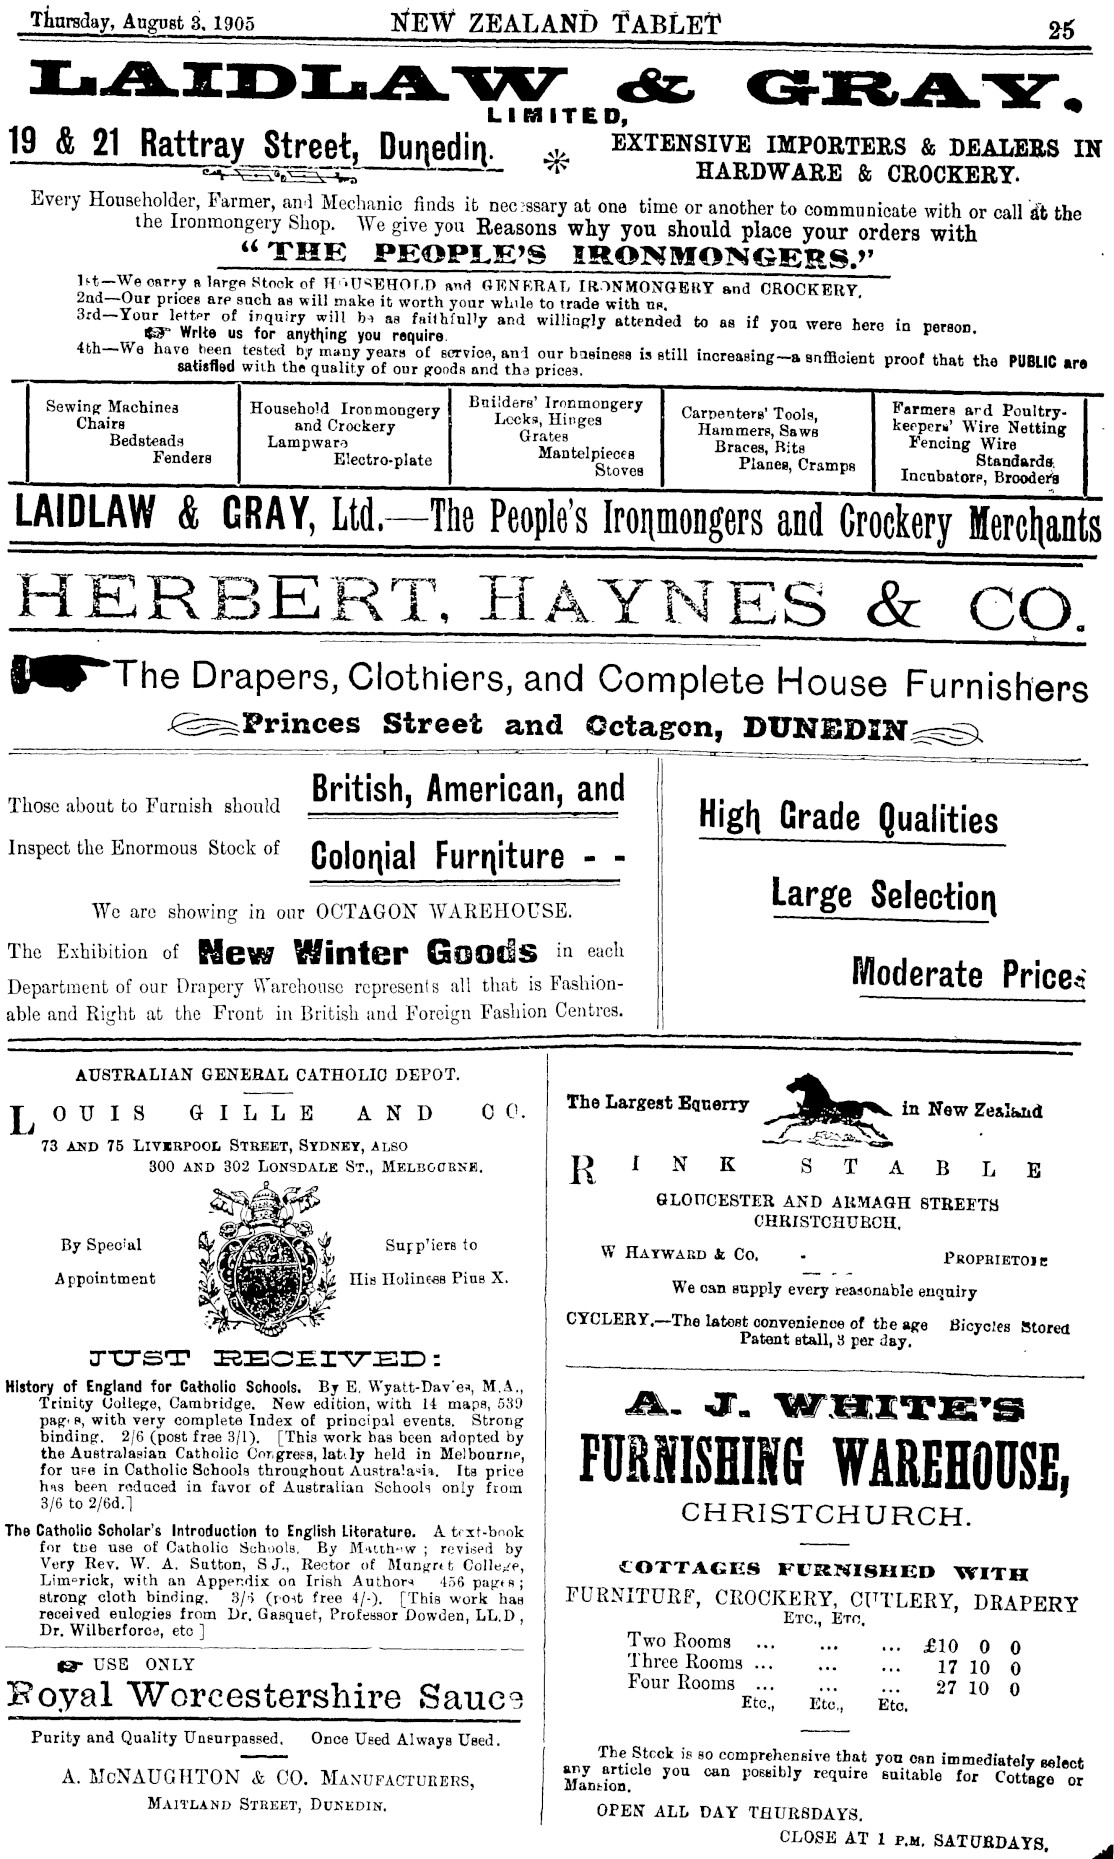 Thursday, August 3, 1905
NEW ZEALAND TABLET
25
LAIDLAW & GRAY.
LIMITED,
19 & 21 Rattray Street, Dunedin.
EXTENSIVE IMPORTERS & DEALERS IN
HARDWARE & CROCKERY.
Every Householder, Farmer, and Mechanic finds it necessary at one time or another to communicate with or call at the
the Ironmongery Shop. We give you Reasons why you should place your orders with
"THE PEOPLE'S IRONMONGERS."
1st—We carry a large Stock of HOUSEHOLD and GENERAL IRONMONGERY and CROCKERY.
2nd—Our prices are such as will make it worth your while to trade with us.
3rd—Your letter of inquiry will be as faithfully and willingly attended to as if you were here in person.
☞ Write us for anything you require.
4th—We have been tested by many years of service, and our business is still increasing—a sufficient proof that the PUBLIC are
satisfied with the quality of our goods and the prices.
Sewing Machines
Chairs
Bedsteads
Fenders
Household Ironmongery
and Crockery
Lampware
Electro-plate
Builders' Ironmongery
Locks, Hinges
Grates
Mantelpieces
Stoves
Carpenters' Tools,
Hammers, Saws
Braces, Bits
Planes, Cramps
Farmers and Poultry-
keepers' Wire Netting
Fencing Wire
Standards
Incubators, Brooders
LAIDLAW & GRAY, Ltd.—The People's Ironmongers and Crockery Merchants
HERBERT, HAYNES & CO.
The Drapers, Clothiers, and Complete House Furnishers
Princes Street and Octagon, DUNEDIN
Those about to Furnish should
Inspect the Enormous Stock of
British, American, and
Colonial Furniture - -
We are showing in our OCTAGON WAREHOUSE.
The Exhibition of New Winter Goods in each
Department of our Drapery Warehouse represents all that is Fashion-
able and Right at the Front in British and Foreign Fashion Centres.
High Grade Qualities
Large Selection
Moderate Prices
AUSTRALIAN GENERAL CATHOLIC DEPOT.
LOUIS GILLE AND CO.
73 AND 75 LIVERPOOL STREET, SYDNEY, ALSO
300 AND 302 LONSDALE ST., MELBOURNE.
By Special
Appointment
Suppliers to
His Holiness Pius X.
JUST RECEIVED:
History of England for Catholic Schools. By E. Wyatt-Davies, M.A.,
Trinity College, Cambridge. New edition, with 14 maps, 539
pages, with very complete Index of principal events. Strong
binding. 2/6 (post free 3/1). [This work has been adopted by
the Australasian Catholic Congress, lately held in Melbourne,
for use in Catholic Schools throughout Australasia. Its price
has been reduced in favor of Australian Schools only from
3/6 to 2/6d.]
The Catholic Scholar's Introduction to English Literature. A text-book
for the use of Catholic Schools. By Matthew; revised by
Very Rev. W. A. Sutton, S J., Rector of Mungret College,
Limerick, with an Appendix on Irish Authors 456 pages;
strong cloth binding. 3/6 (post free 4/-). [This work has
received eulogies from Dr. Gasquet, Professor Dowden, LL.D,
Dr. Wilberforce, etc ]
☞ USE ONLY
Royal Worcestershire Sauce
Purity and Quality Unsurpassed. Once Used Always Used.
A. McNAUGHTON & CO. MANUFACTURERS,
MAITLAND STREET, DUNEDIN.
The Largest Equerry in New Zealand
RINK STABLE
GLOUCESTER AND ARMAGH STREETS
CHRISTCHURCH.
W HAYWARD & Co. - PROPRIETORS
We can supply every reasonable enquiry
CYCLERY.—The latest convenience of the age Bicycles Stored
Patent stall, 3 per day.
A. J. WHITE'S
FURNISHING WAREHOUSE,
CHRISTCHURCH.
COTTAGES FURNISHED WITH
FURNITURE, CROCKERY, CUTLERY, DRAPERY
ETC., ETC.
Two Rooms ... ... ... £10 0 0
Three Rooms ... ... ... 17 10 0
Four Rooms ... ... ... 27 10 0
Etc., Etc., Etc.
The Stock is so comprehensive that you can immediately select
any article you can possibly require suitable for Cottage or
Mansion.
OPEN ALL DAY THURSDAYS.
CLOSE AT 1 P.M. SATURDAYS.